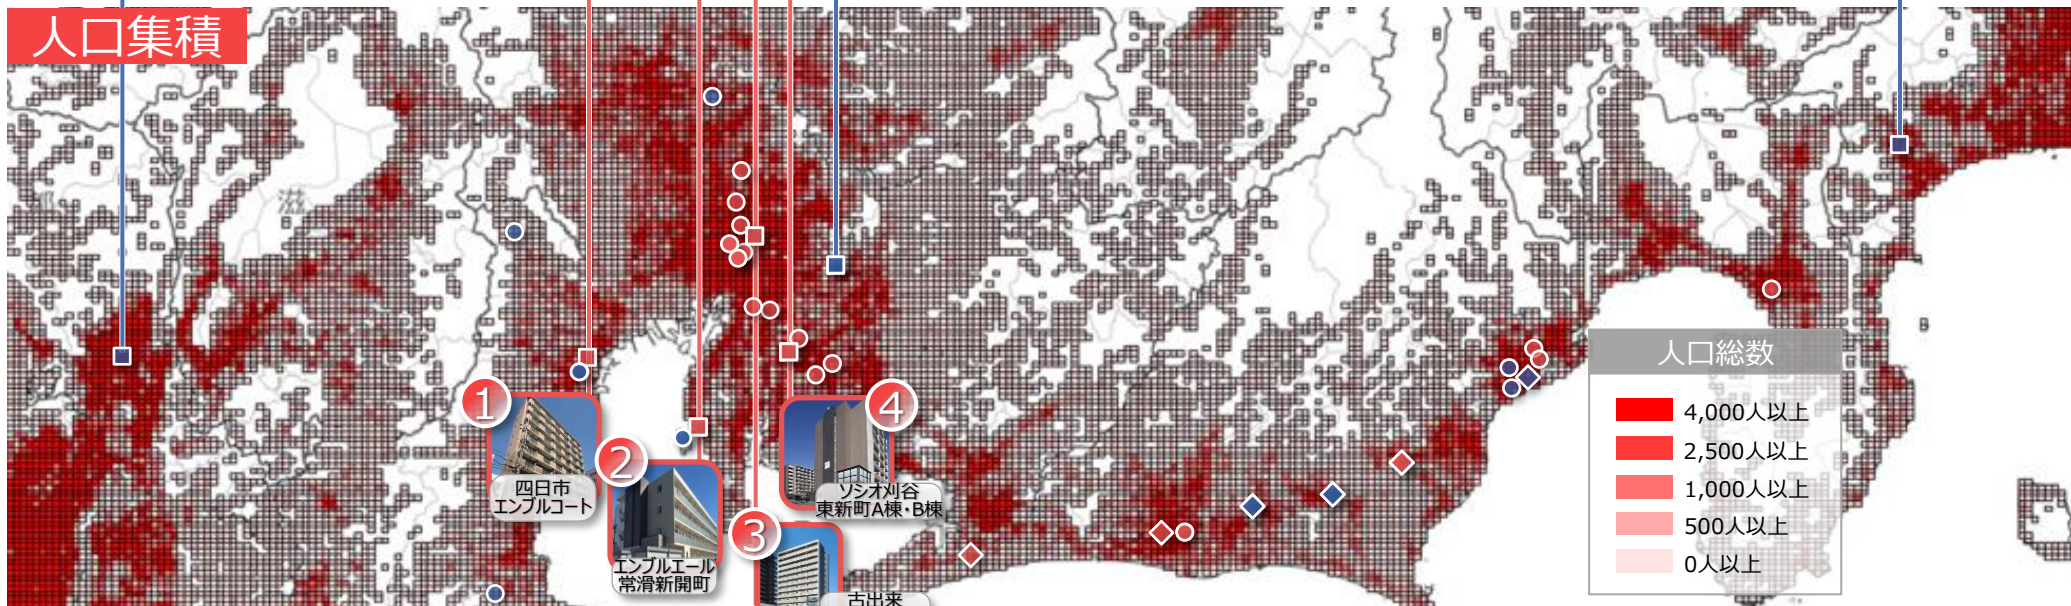 人口集積
滋
1
四日市
エンブルコート
2
エンブルエール
常滑新開町
3
古出来
4
ソシオ刈谷
東新町A棟・B棟
人口総数
4,000人以上
2,500人以上
1,000人以上
500人以上
0人以上